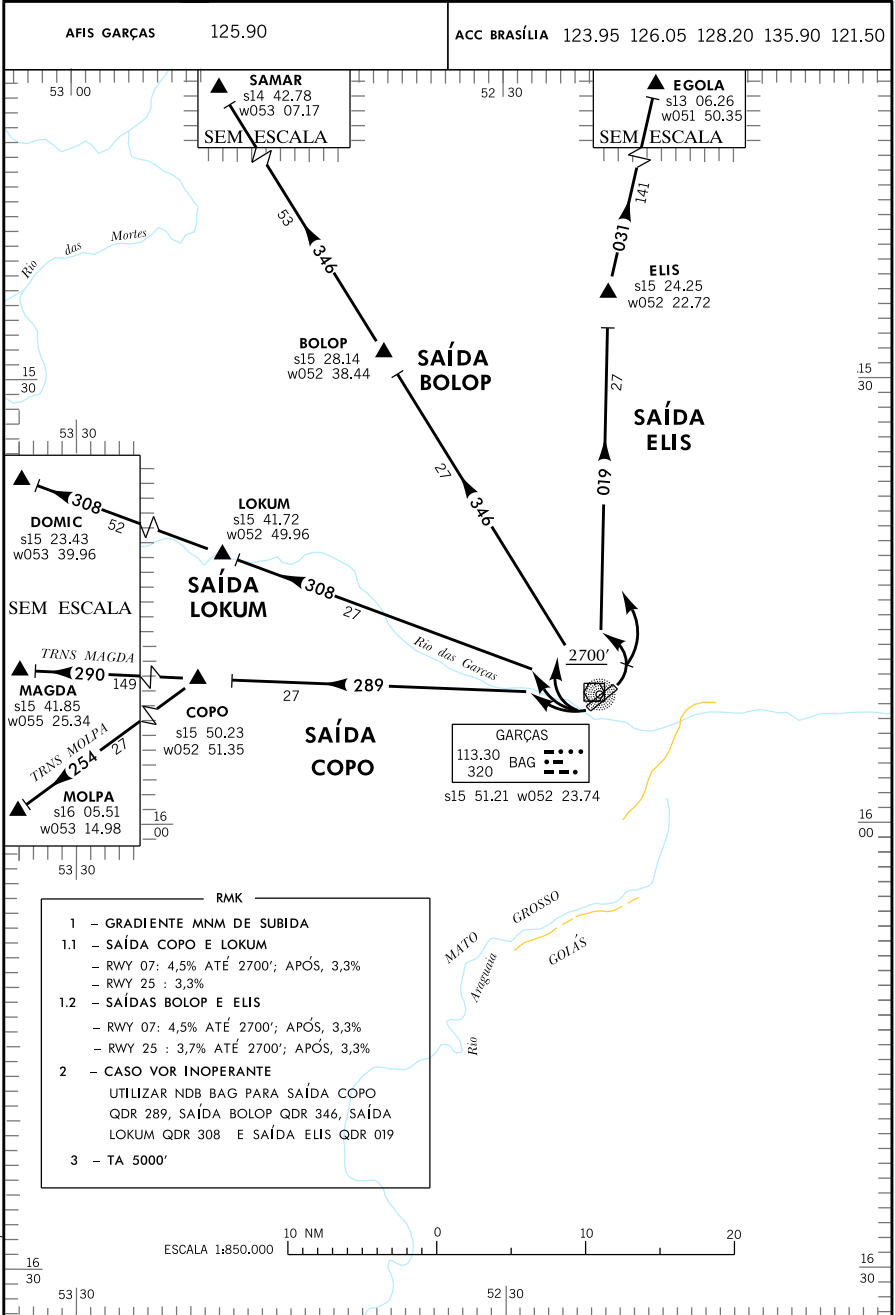 AFIS GARÇAS 125.90
ACC BRASÍLIA 123.95 126.05 128.20 135.90 121.50
53 00
52 30
SAMAR
s14 42.78
w053 07.17
SEM ESCALA
EGOLA
s13 06.26
w051 50.35
SEM ESCALA
53
346
141
031
Rio das Mortes
ELIS
s15 24.25
w052 22.72
BOLOP
s15 28.14
w052 38.44
SAÍDA
BOLOP
15
30
15
30
27
SAÍDA
ELIS
53 30
27
346
019
308
52
DOMIC
s15 23.43
w053 39.96
LOKUM
s15 41.72
w052 49.96
SAÍDA
LOKUM
308
27
SEM ESCALA
Rio das Garças
2700'
TRNS MAGDA
290
149
MAGDA
s15 41.85
w055 25.34
COPO
s15 50.23
w052 51.35
27
289
SAÍDA
COPO
GARÇAS
113.30
320
BAG
s15 51.21 w052 23.74
TRNS MOLPA
254
27
MOLPA
s16 05.51
w053 14.98
16
00
16
00
53 30
RMK
1 – GRADIENTE MNM DE SUBIDA
1.1 – SAÍDA COPO E LOKUM
– RWY 07: 4,5% ATÉ 2700'; APÓS, 3,3%
– RWY 25 : 3,3%
1.2 – SAÍDAS BOLOP E ELIS
– RWY 07: 4,5% ATÉ 2700'; APÓS, 3,3%
– RWY 25 : 3,7% ATÉ 2700'; APÓS, 3,3%
2 – CASO VOR INOPERANTE
UTILIZAR NDB BAG PARA SAÍDA COPO
QDR 289, SAÍDA BOLOP QDR 346, SAÍDA
LOKUM QDR 308 E SAÍDA ELIS QDR 019
3 – TA 5000'
MATO GROSSO
GOIÁS
Rio Araguaia
10 NM 0 10 20
ESCALA 1:850.000
16
30
16
30
53 30
52 30